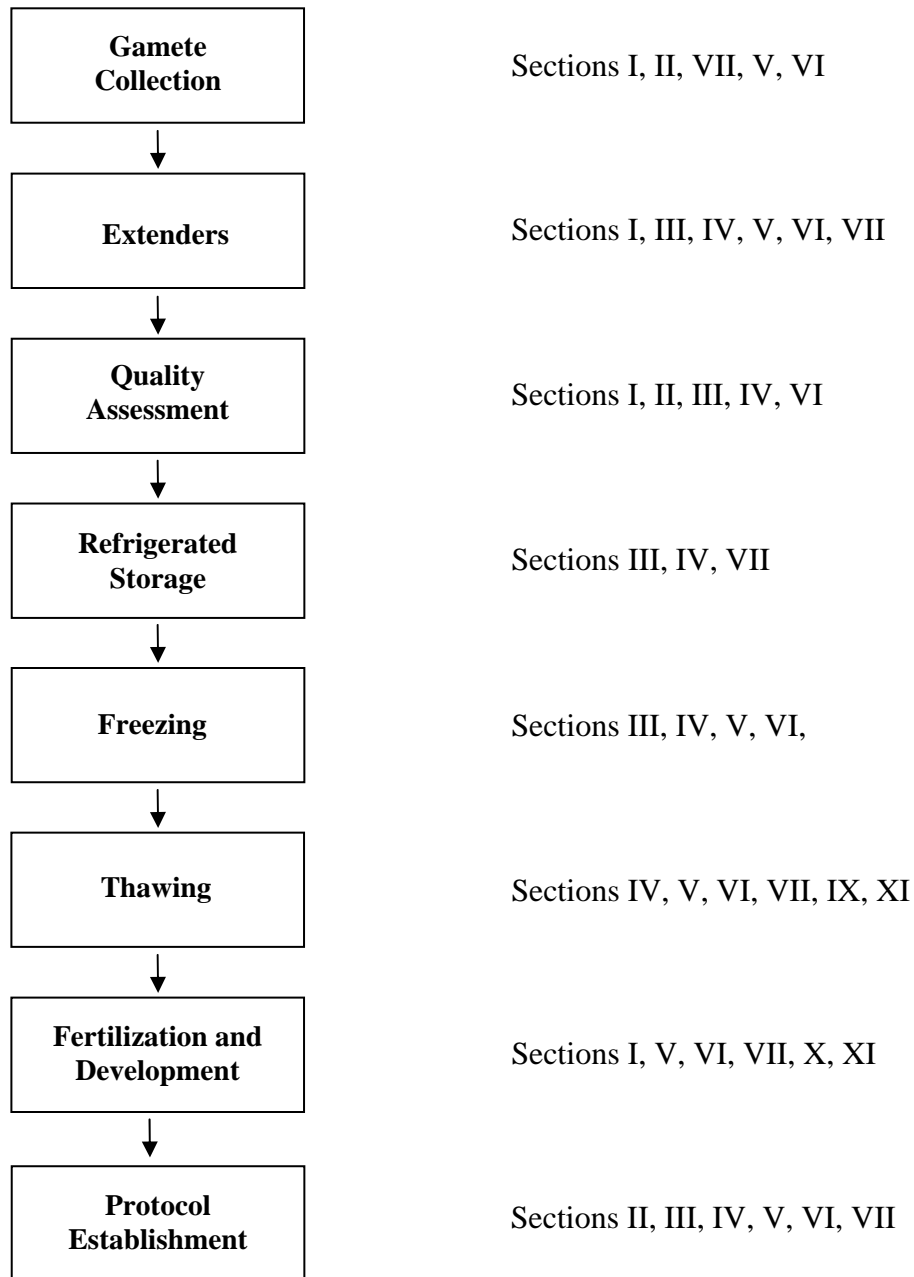 Gamete
Collection
Sections I, II, VII, V, VI
Extenders
Sections I, III, IV, V, VI, VII
Quality
Assessment
Sections I, II, III, IV, VI
Refrigerated
Storage
Sections III, IV, VII
Freezing
Sections III, IV, V, VI,
Thawing
Sections IV, V, VI, VII, IX, XI
Fertilization and
Development
Sections I, V, VI, VII, X, XI
Protocol
Establishment
Sections II, III, IV, V, VI, VII